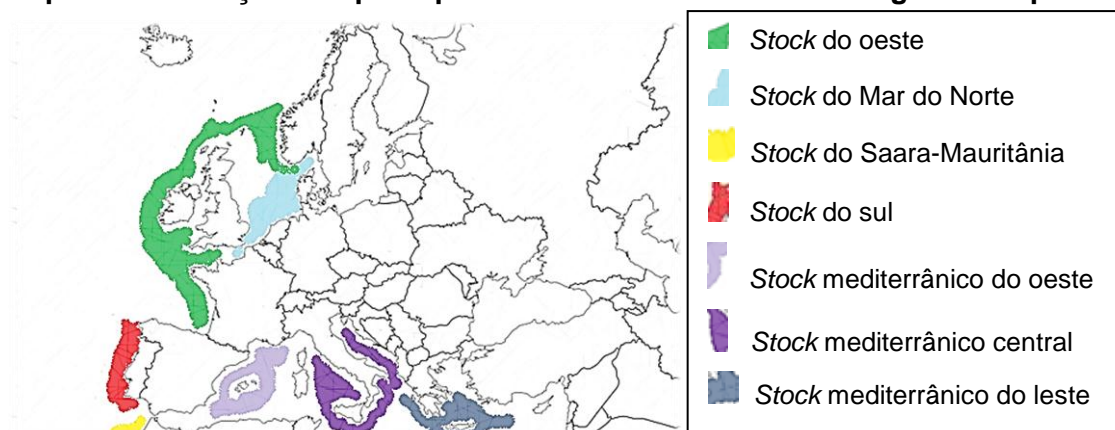 Stock do oeste
Stock do Mar do Norte
Stock do Saara-Mauritânia
Stock do sul
Stock mediterrânico do oeste
Stock mediterrânico central
Stock mediterrânico do leste